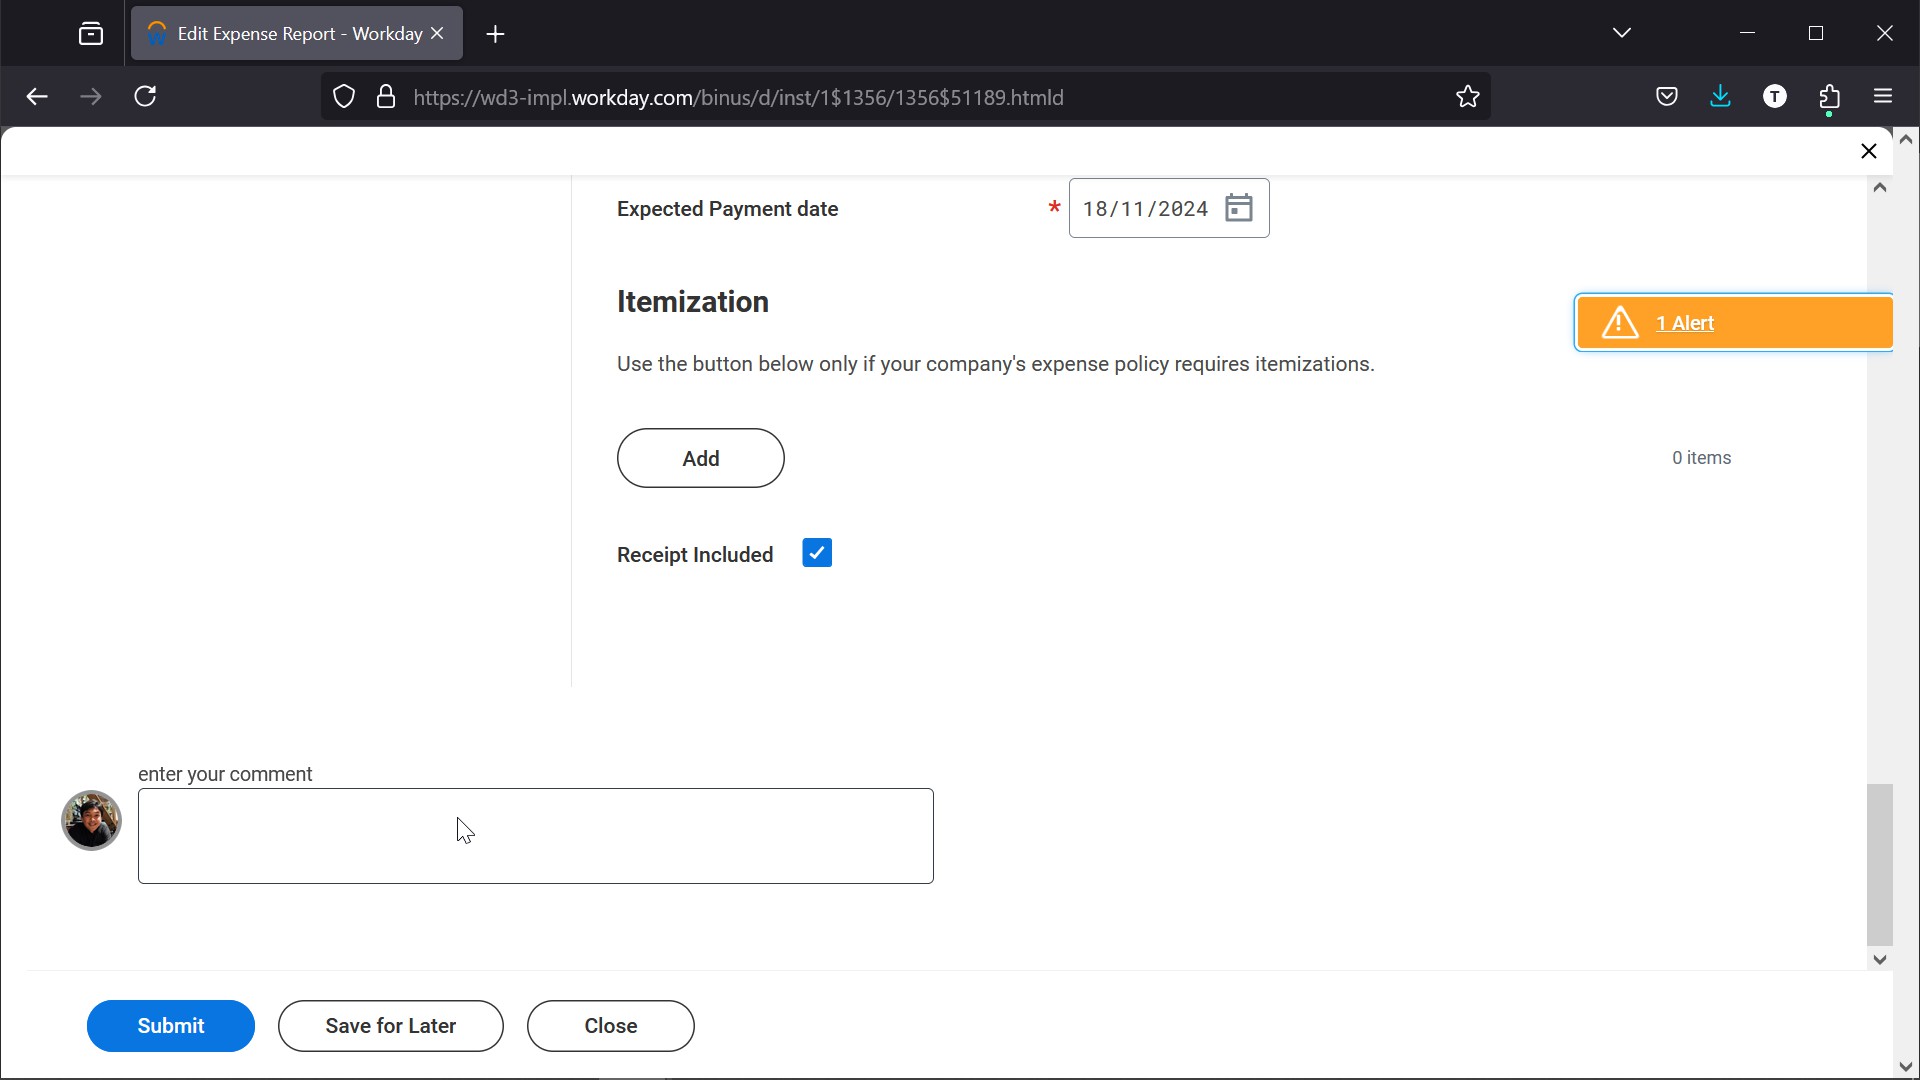 Edit Expense Report - Workday
https://wd3-impl.workday.com/binus/d/inst/1$1356/1356$51189.htmld
T
Expected Payment date * 18/11/2024
Itemization
1 Alert
Use the button below only if your company's expense policy requires itemizations.
Add
0 items
Receipt Included
enter your comment
Submit
Save for Later
Close